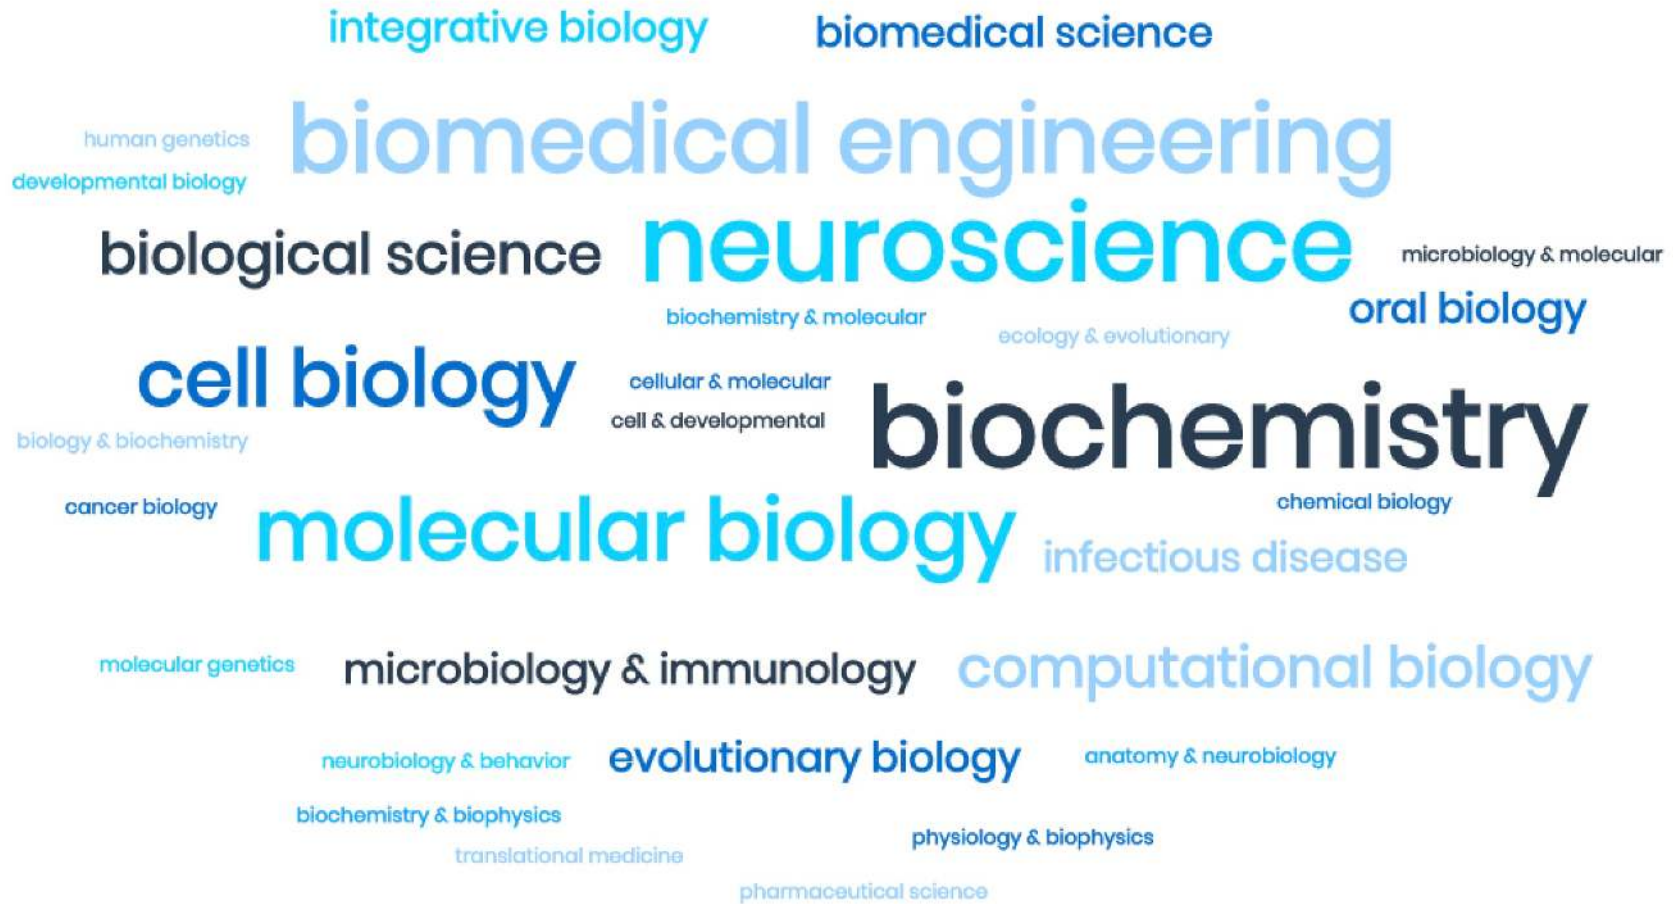 integrative biology
biomedical science
human genetics
biomedical engineering
developmental biology
biological science
neuroscience
microbiology & molecular
biochemistry & molecular
ecology & evolutionary
oral biology
cell biology
cellular & molecular
cell & developmental
biochemistry
biology & biochemistry
cancer biology
molecular biology
chemical biology
infectious disease
molecular genetics
microbiology & immunology
computational biology
neurobiology & behavior
evolutionary biology
anatomy & neurobiology
biochemistry & biophysics
physiology & biophysics
translational medicine
pharmaceutical science